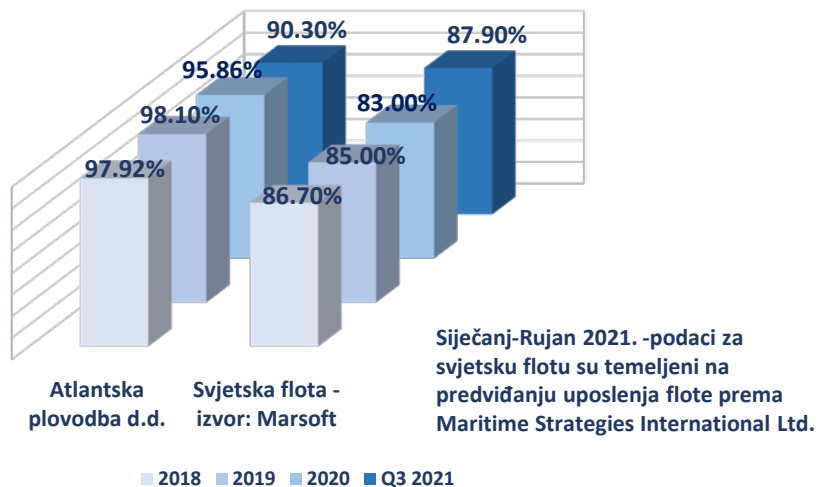 90.30%
87.90%
95.86%
83.00%
98.10%
85.00%
97.92%
86.70%
Siječanj-Rujan 2021. -podaci za
svjetsku flotu su temeljeni na
predviđanju uposlenja flote prema
Maritime Strategies International Ltd.
Atlantska
plovodba d.d.
Svjetska flota -
izvor: Marsoft
2018 2019 2020 Q3 2021